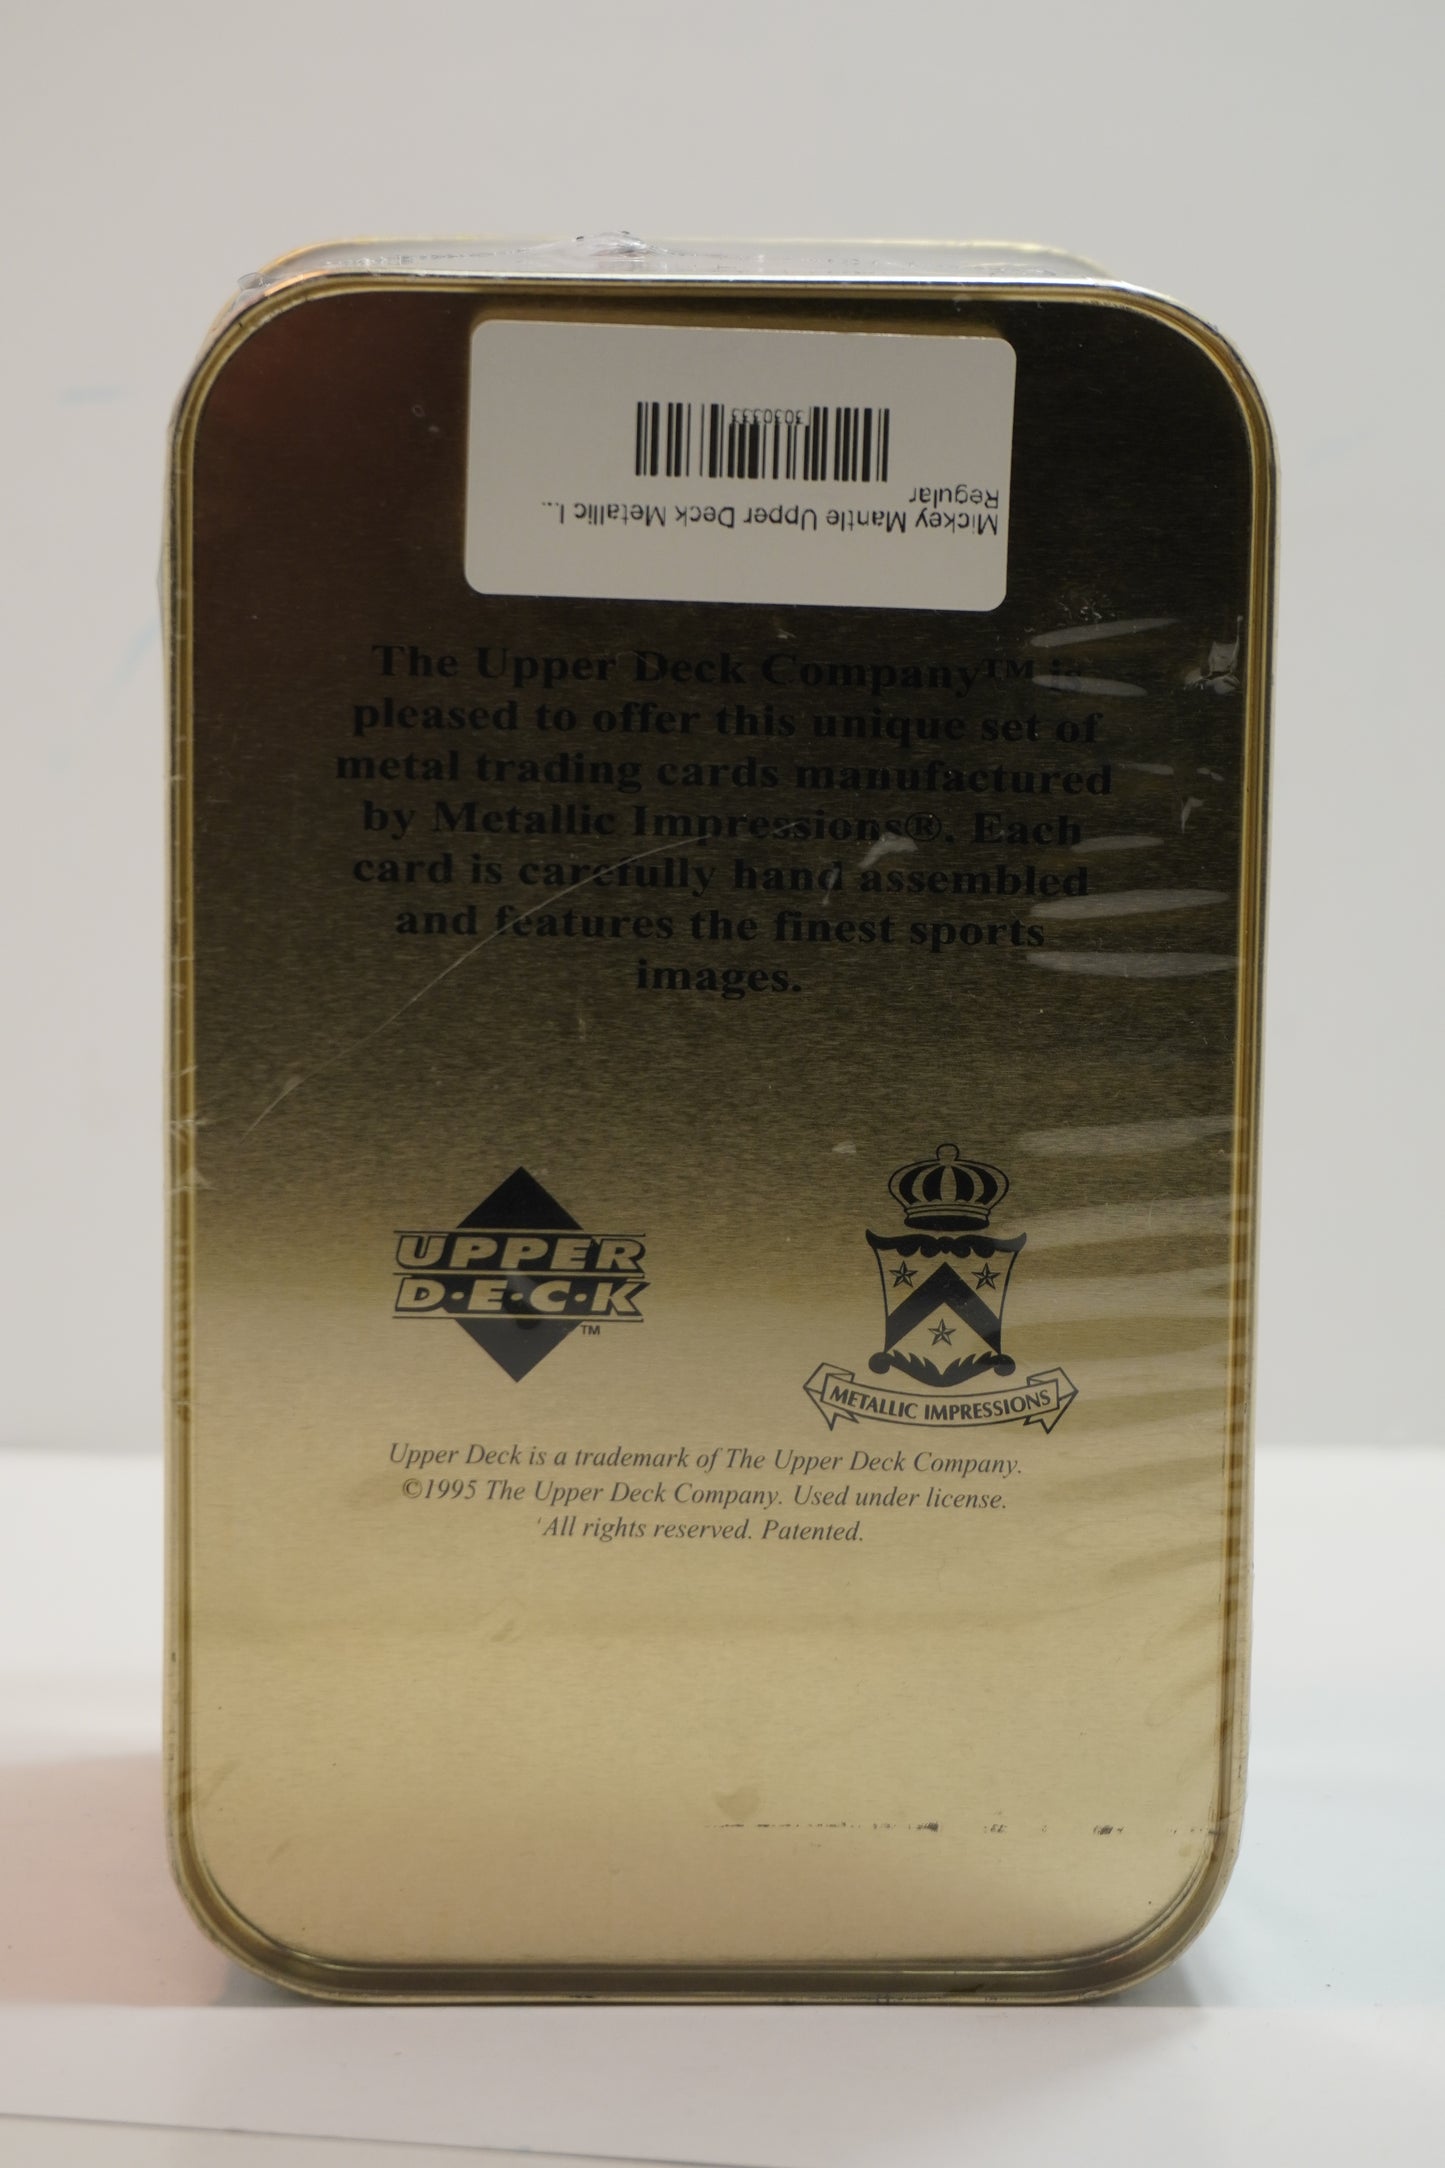 3030333
Mickey Mantle Upper Deck Metallic I...
Regular
The Upper Deck Company™ is
pleased to offer this unique set of
metal trading cards manufactured
by Metallic Impressions®. Each
card is carefully hand assembled
and features the finest sports
images.
UPPER
D·E·C·K
™
METALLIC IMPRESSIONS
Upper Deck is a trademark of The Upper Deck Company.
©1995 The Upper Deck Company. Used under license.
All rights reserved. Patented.